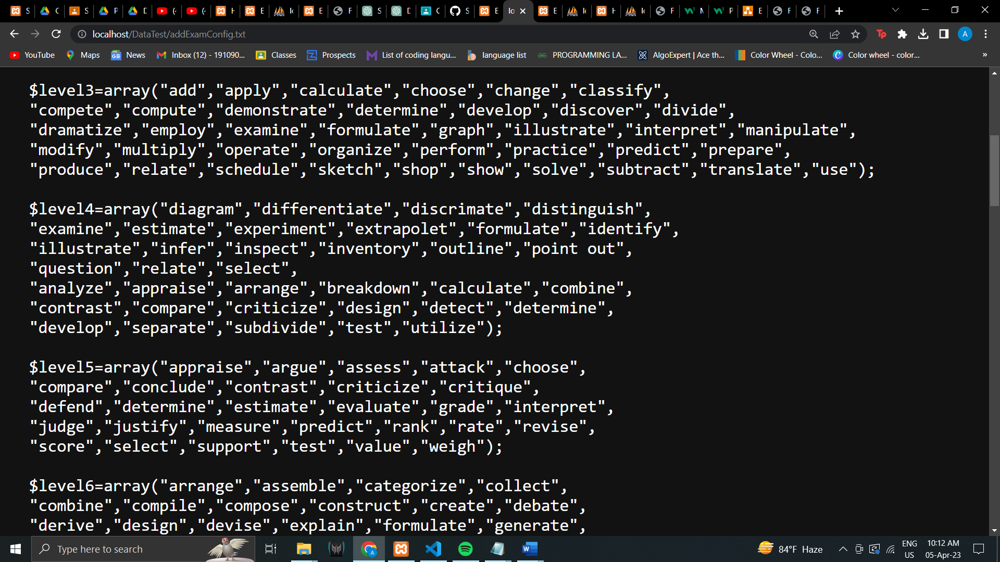 S C S P D ( ( H E lo E F S D C S E lo E lo H lo F M P E F F
localhost/DataTest/addExamConfig.txt
A
YouTube Maps News Inbox (12) - 191090... Classes Prospects List of coding langu... language list PROGRAMMING LA... AlgoExpert | Ace th... Color Wheel - Colo... Color wheel - color... »
$level3=array("add","apply","calculate","choose","change","classify",
"compete","compute","demonstrate","determine","develop","discover","divide",
"dramatize","employ","examine","formulate","graph","illustrate","interpret","manipulate",
"modify","multiply","operate","organize","perform","practice","predict","prepare",
"produce","relate","schedule","sketch","shop","show","solve","subtract","translate","use");
$level4=array("diagram","differentiate","discrimate","distinguish",
"examine","estimate","experiment","extrapolet","formulate","identify",
"illustrate","infer","inspect","inventory","outline","point out",
"question","relate","select",
"analyze","appraise","arrange","breakdown","calculate","combine",
"contrast","compare","criticize","design","detect","determine",
"develop","separate","subdivide","test","utilize");
$level5=array("appraise","argue","assess","attack","choose",
"compare","conclude","contrast","criticize","critique",
"defend","determine","estimate","evaluate","grade","interpret",
"judge","justify","measure","predict","rank","rate","revise",
"score","select","support","test","value","weigh");
$level6=array("arrange","assemble","categorize","collect",
"combine","compile","compose","construct","create","debate",
"derive","design","devise","explain","formulate","generate",
Type here to search
84°F Haze
ENG
US
10:12 AM
05-Apr-23